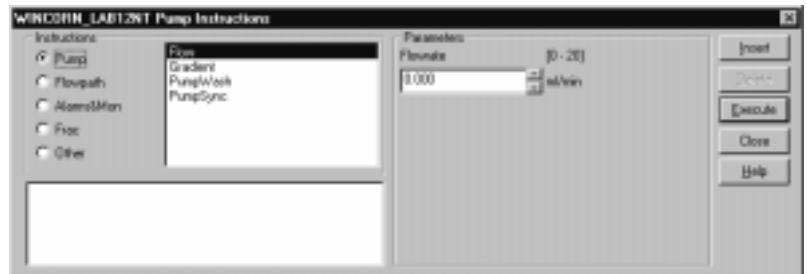 WINCORN_LAB12NT Pump Instructions
Instructions
Pump
Flowpath
Alarms&Mon
Frac
Other
Flow
Gradient
PumpWash
PumpSync
Parameters
Flowrate [0 - 20]
0.000 ml/min
Insert
Delete
Execute
Close
Help